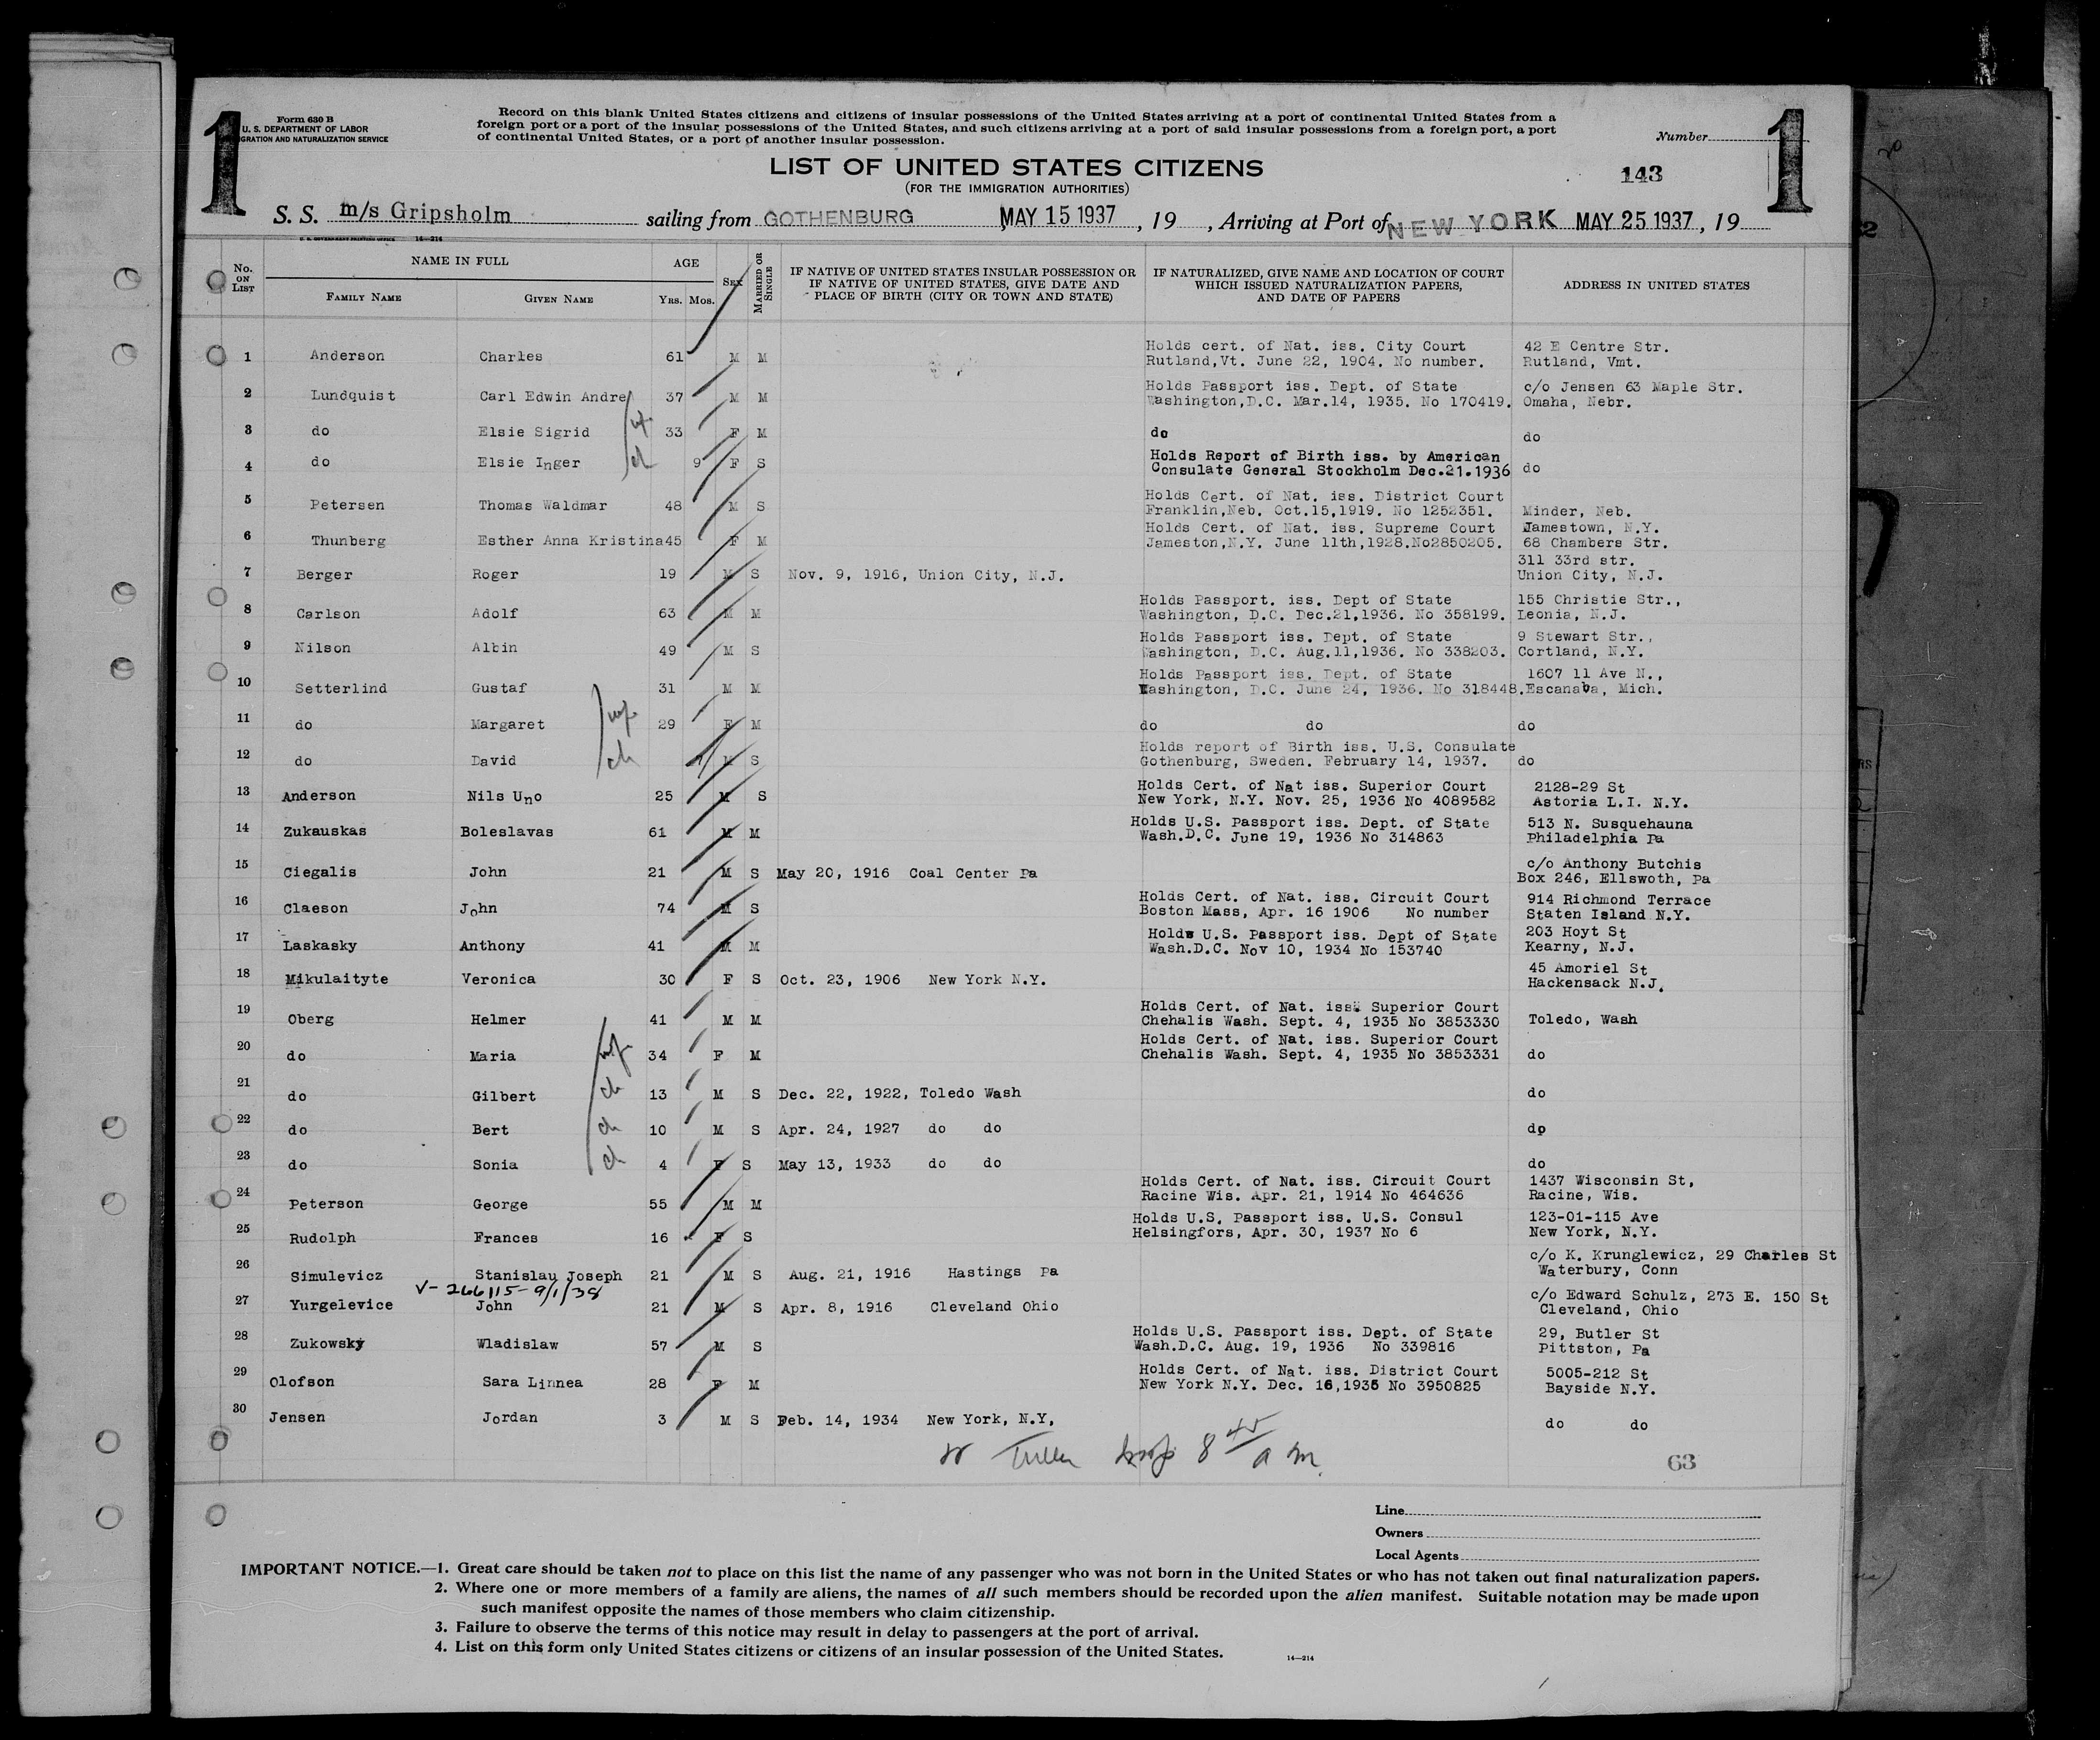 1
Form 630 B
U. S. DEPARTMENT OF LABOR
GRATION AND NATURALIZATION SERVICE
Record on this blank United States citizens and citizens of insular possessions of the United States arriving at a port of continental United States from a
foreign port or a port of the insular possessions of the United States, and such citizens arriving at a port of said insular possessions from a foreign port, a port
of continental United States, or a port of another insular possession.
Number
1
LIST OF UNITED STATES CITIZENS
(FOR THE IMMIGRATION AUTHORITIES)
143
S. S. m/s Gripsholm sailing from GOTHENBURG MAY 15 1937, 19 , Arriving at Port of NEW YORK MAY 25 1937, 19
U. S. GOVERNMENT PRINTING OFFICE 14—214
No. ON LIST
NAME IN FULL
FAMILY NAME GIVEN NAME
AGE
YRS. MOS.
SEX
MARRIED OR SINGLE
IF NATIVE OF UNITED STATES INSULAR POSSESSION OR
IF NATIVE OF UNITED STATES, GIVE DATE AND
PLACE OF BIRTH (CITY OR TOWN AND STATE)
IF NATURALIZED, GIVE NAME AND LOCATION OF COURT
WHICH ISSUED NATURALIZATION PAPERS,
AND DATE OF PAPERS
ADDRESS IN UNITED STATES
1 Anderson Charles 61 M M Holds cert. of Nat. iss. City Court 42 E Centre Str.
Rutland,Vt. June 22, 1904. No number. Rutland, Vmt.
2 Lundquist Carl Edwin Andre 37 M M Holds Passport iss. Dept. of State c/o Jensen 63 Maple Str.
Washington,D.C. Mar.14, 1935. No 170419. Omaha, Nebr.
3 do Elsie Sigrid wf. 33 F M do do
4 do Elsie Inger ch 9 F S Holds Report of Birth iss. by American
Consulate General Stockholm Dec.21.1936 do
5 Petersen Thomas Waldmar 48 M S Holds Cert. of Nat. iss. District Court
Franklin,Neb. Oct.15,1919. No 1252351. Minder, Neb.
6 Thunberg Esther Anna Kristina 45 F M Holds Cert. of Nat. iss. Supreme Court Jamestown, N.Y.
Jameston,N.Y. June 11th,1928.No2850205. 68 Chambers Str.
7 Berger Roger 19 M S Nov. 9, 1916, Union City, N.J. 311 33rd str.
Union City, N.J.
8 Carlson Adolf 63 M M Holds Passport. iss. Dept of State 155 Christie Str.,
Washington, D.C. Dec.21,1936. No 358199. Leonia, N.J.
9 Nilson Albin 49 M S Holds Passport iss. Dept. of State 9 Stewart Str.,
Washington, D.C. Aug.11,1936. No 338203. Cortland, N.Y.
10 Setterlind Gustaf 31 M M Holds Passport iss. Dept. of State 1607 11 Ave N.,
Washington, D.C. June 24, 1936. No 318448. Escanaba, Mich.
11 do Margaret wf. 29 F M do do do
12 do David ch M S Holds report of Birth iss. U.S. Consulate
Gothenburg, Sweden. February 14, 1937. do
13 Anderson Nils Uno 25 M S Holds Cert. of Nat iss. Superior Court 2128-29 St
New York, N.Y. Nov. 25, 1936 No 4089582 Astoria L.I. N.Y.
14 Zukauskas Boleslavas 61 M M Holds U.S. Passport iss. Dept. of State 513 N. Susquehauna
Wash.D.C. June 19, 1936 No 314863 Philadelphia Pa
15 Ciegalis John 21 M S May 20, 1916 Coal Center Pa c/o Anthony Butchis
Box 246, Ellswoth, Pa
16 Claeson John 74 M S Holds Cert. of Nat. iss. Circuit Court 914 Richmond Terrace
Boston Mass, Apr. 16 1906 No number Staten Island N.Y.
17 Laskasky Anthony 41 M M Holds U.S. Passport iss. Dept of State 203 Hoyt St
Wash.D.C. Nov 10, 1934 No 153740 Kearny, N.J.
18 Mikulaityte Veronica 30 F S Oct. 23, 1906 New York N.Y. 45 Amoriel St
Hackensack N.J.
19 Oberg Helmer 41 M M Holds Cert. of Nat. iss. Superior Court
Chehalis Wash. Sept. 4, 1935 No 3853330 Toledo, Wash
20 do Maria wf. 34 F M Holds Cert. of Nat. iss. Superior Court
Chehalis Wash. Sept. 4, 1935 No 3853331 do
21 do Gilbert ch 13 M S Dec. 22, 1922, Toledo Wash do
22 do Bert ch 10 M S Apr. 24, 1927 do do do
23 do Sonia ch 4 F S May 13, 1933 do do do
24 Peterson George 55 M M Holds Cert. of Nat. iss. Circuit Court 1437 Wisconsin St,
Racine Wis. Apr. 21, 1914 No 464636 Racine, Wis.
25 Rudolph Frances 16 F S Holds U.S. Passport iss. U.S. Consul 123-01-115 Ave
Helsingfors, Apr. 30, 1937 No 6 New York, N.Y.
26 Simulevicz Stanislau Joseph 21 M S Aug. 21, 1916 Hastings Pa c/o K. Krunglewicz, 29 Charles St
Waterbury, Conn
V-266115-9/1/38
27 Yurgelevice John 21 M S Apr. 8, 1916 Cleveland Ohio c/o Edward Schulz, 273 E. 150 St
Cleveland, Ohio
28 Zukowsky Wladislaw 57 M S Holds U.S. Passport iss. Dept. of State 29, Butler St
Wash.D.C. Aug. 19, 1936 No 339816 Pittston, Pa
29 Olofson Sara Linnea 28 F M Holds Cert. of Nat. iss. District Court 5005-212 St
New York N.Y. Dec. 16,1935 No 3950825 Bayside N.Y.
30 Jensen Jordan 3 M S Feb. 14, 1934 New York, N.Y, do do
8 45 a m.
63
Line
Owners
Local Agents
IMPORTANT NOTICE.—1. Great care should be taken not to place on this list the name of any passenger who was not born in the United States or who has not taken out final naturalization papers.
2. Where one or more members of a family are aliens, the names of all such members should be recorded upon the alien manifest. Suitable notation may be made upon
such manifest opposite the names of those members who claim citizenship.
3. Failure to observe the terms of this notice may result in delay to passengers at the port of arrival.
4. List on this form only United States citizens or citizens of an insular possession of the United States.
14—214